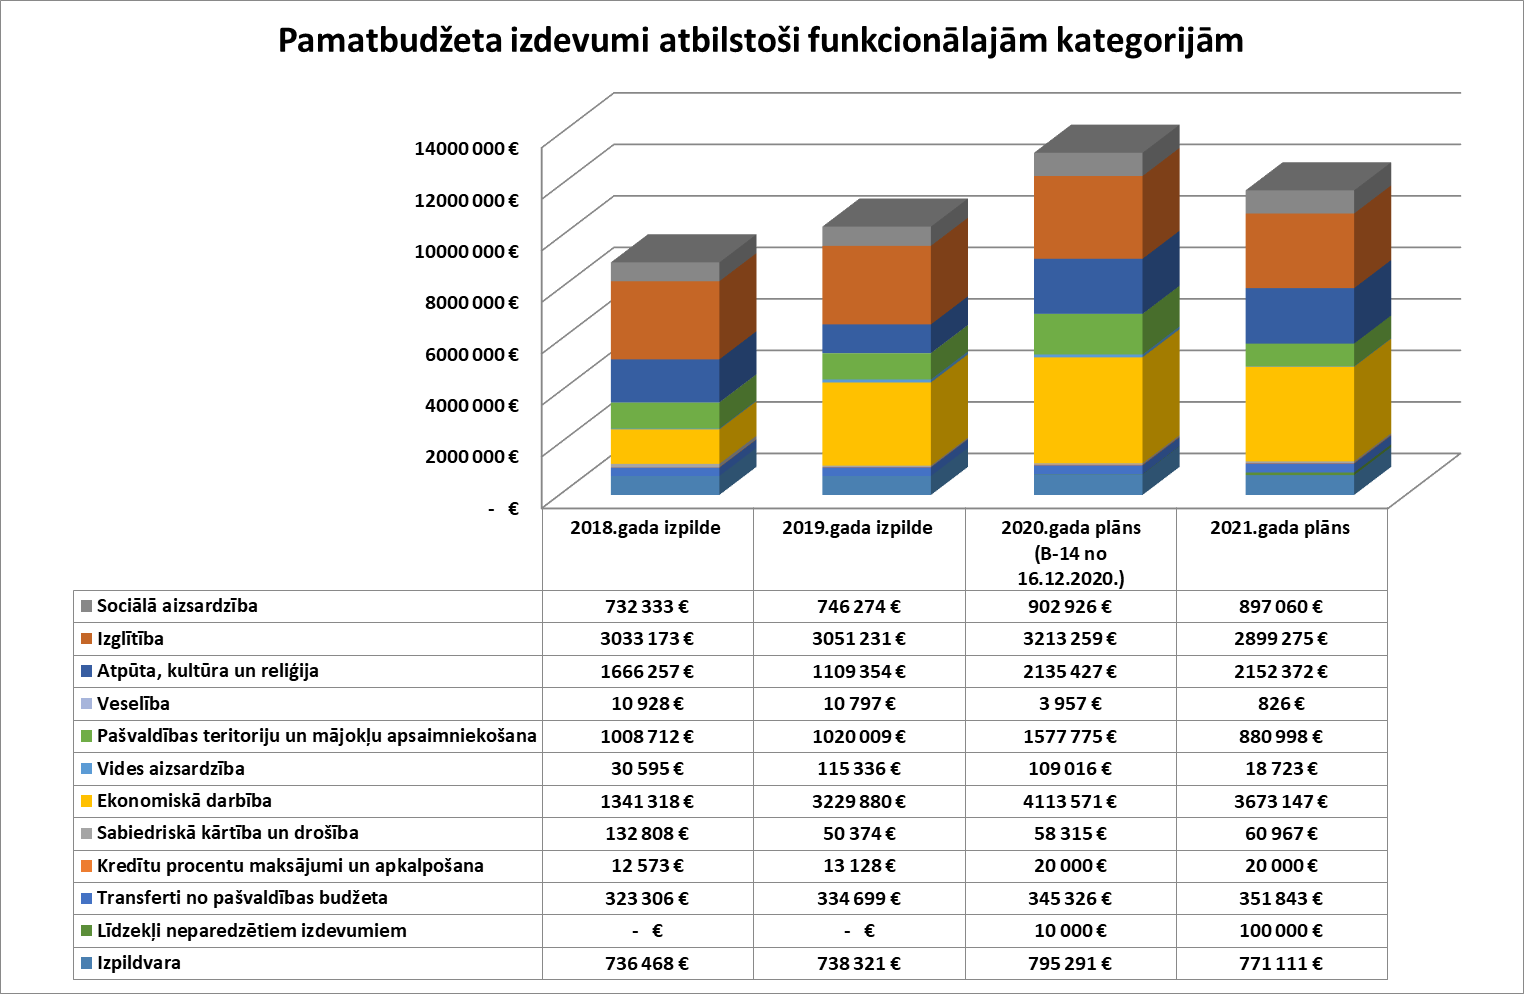 Pamatbudžeta izdevumi atbilstoši funkcionālajām kategorijām
14000 000 €
12000 000 €
10000 000 €
8000 000 €
6000 000 €
4000 000 €
2000 000 €
- €
2018.gada izpilde 2019.gada izpilde 2020.gada plāns 2021.gada plāns
(B-14 no
16.12.2020.)
Sociālā aizsardzība 732 333 € 746 274 € 902 926 € 897 060 €
Izglītība 3033 173 € 3051 231 € 3213 259 € 2899 275 €
Atpūta, kultūra un reliģija 1666 257 € 1109 354 € 2135 427 € 2152 372 €
Veselība 10 928 € 10 797 € 3 957 € 826 €
Pašvaldības teritoriju un mājokļu apsaimniekošana 1008 712 € 1020 009 € 1577 775 € 880 998 €
Vides aizsardzība 30 595 € 115 336 € 109 016 € 18 723 €
Ekonomiskā darbība 1341 318 € 3229 880 € 4113 571 € 3673 147 €
Sabiedriskā kārtība un drošība 132 808 € 50 374 € 58 315 € 60 967 €
Kredītu procentu maksājumi un apkalpošana 12 573 € 13 128 € 20 000 € 20 000 €
Transferti no pašvaldības budžeta 323 306 € 334 699 € 345 326 € 351 843 €
Līdzekļi neparedzētiem izdevumiem - € - € 10 000 € 100 000 €
Izpildvara 736 468 € 738 321 € 795 291 € 771 111 €